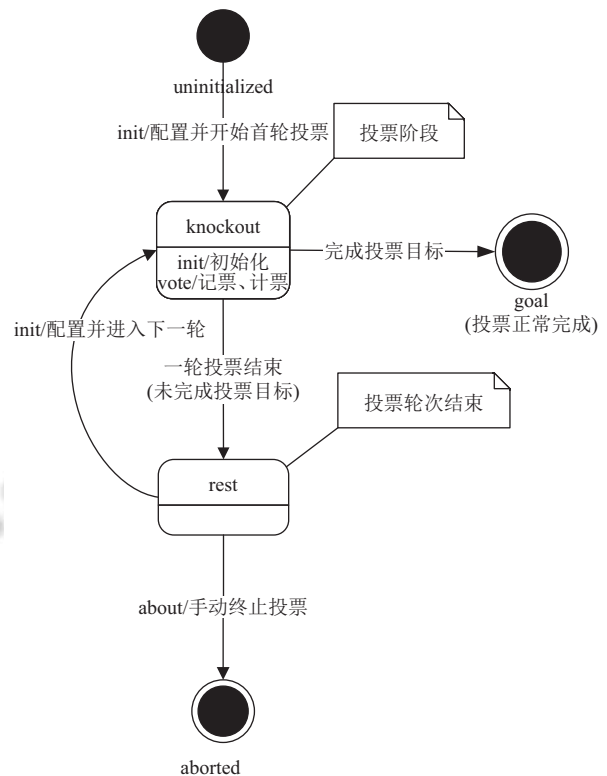 uninitialized
init/配置并开始首轮投票
投票阶段
knockout
init/初始化
vote/记票、计票
完成投票目标
goal
(投票正常完成)
init/配置并进入下一轮
一轮投票结束
(未完成投票目标)
投票轮次结束
rest
about/手动终止投票
aborted